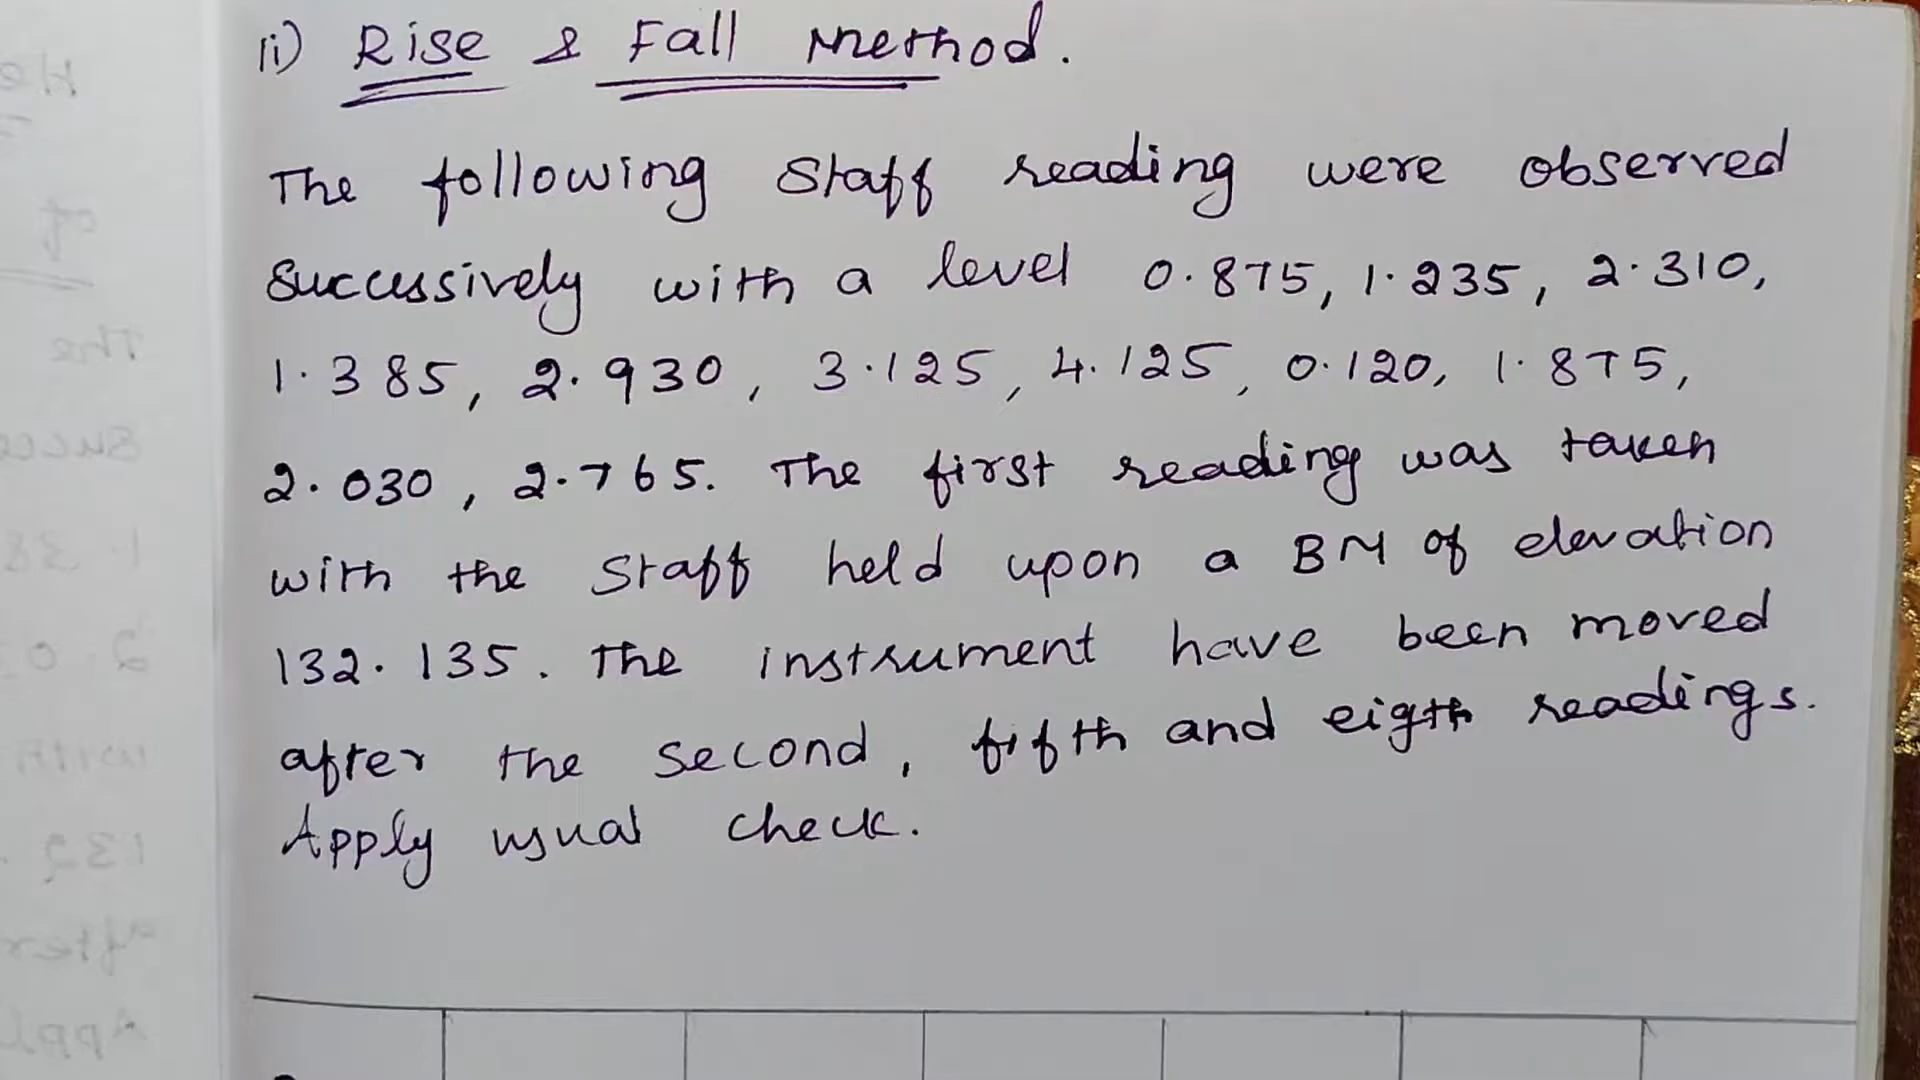 ii) Rise & Fall Method.
The following Staff reading were observed
Successively with a level 0.875, 1.235, 2.310,
1.385, 2.930, 3.125, 4.125, 0.120, 1.875,
2.030, 2.765. The first reading was taken
with the Staff held upon a BM of elevation
132.135. The instrument have been moved
after the second, fifth and eigth readings.
Apply usual check.